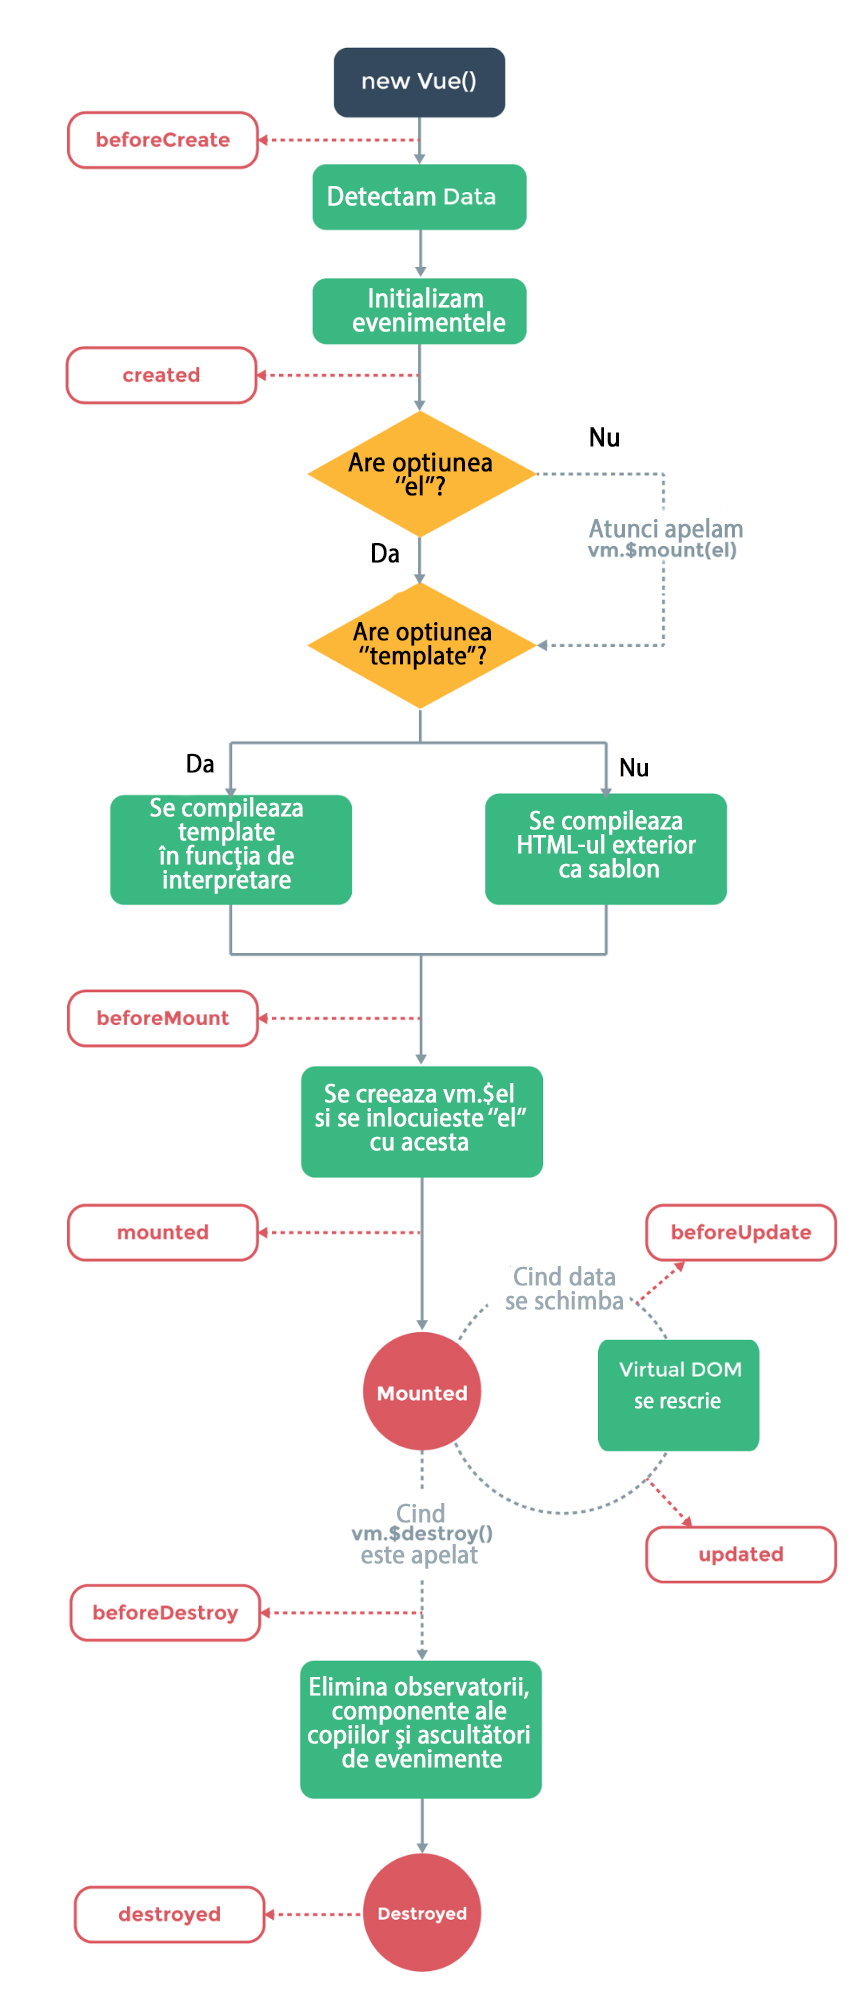 new Vue()
beforeCreate
Detectam Data
Initializam
evenimentele
created
Nu
Are optiunea
‘‘el’’?
Atunci apelam
vm.$mount(el)
Da
Are optiunea
‘‘template’’?
Da
Nu
Se compileaza
template
în funcţia de
interpretare
Se compileaza
HTML-ul exterior
ca sablon
beforeMount
Se creeaza vm.$el
si se inlocuieste ‘‘el’’
cu acesta
mounted
beforeUpdate
Cind data
se schimba
Virtual DOM
se rescrie
Mounted
Cind
vm.$destroy()
este apelat
updated
beforeDestroy
Elimina observatorii,
componente ale
copiilor şi ascultători
de evenimente
destroyed
Destroyed